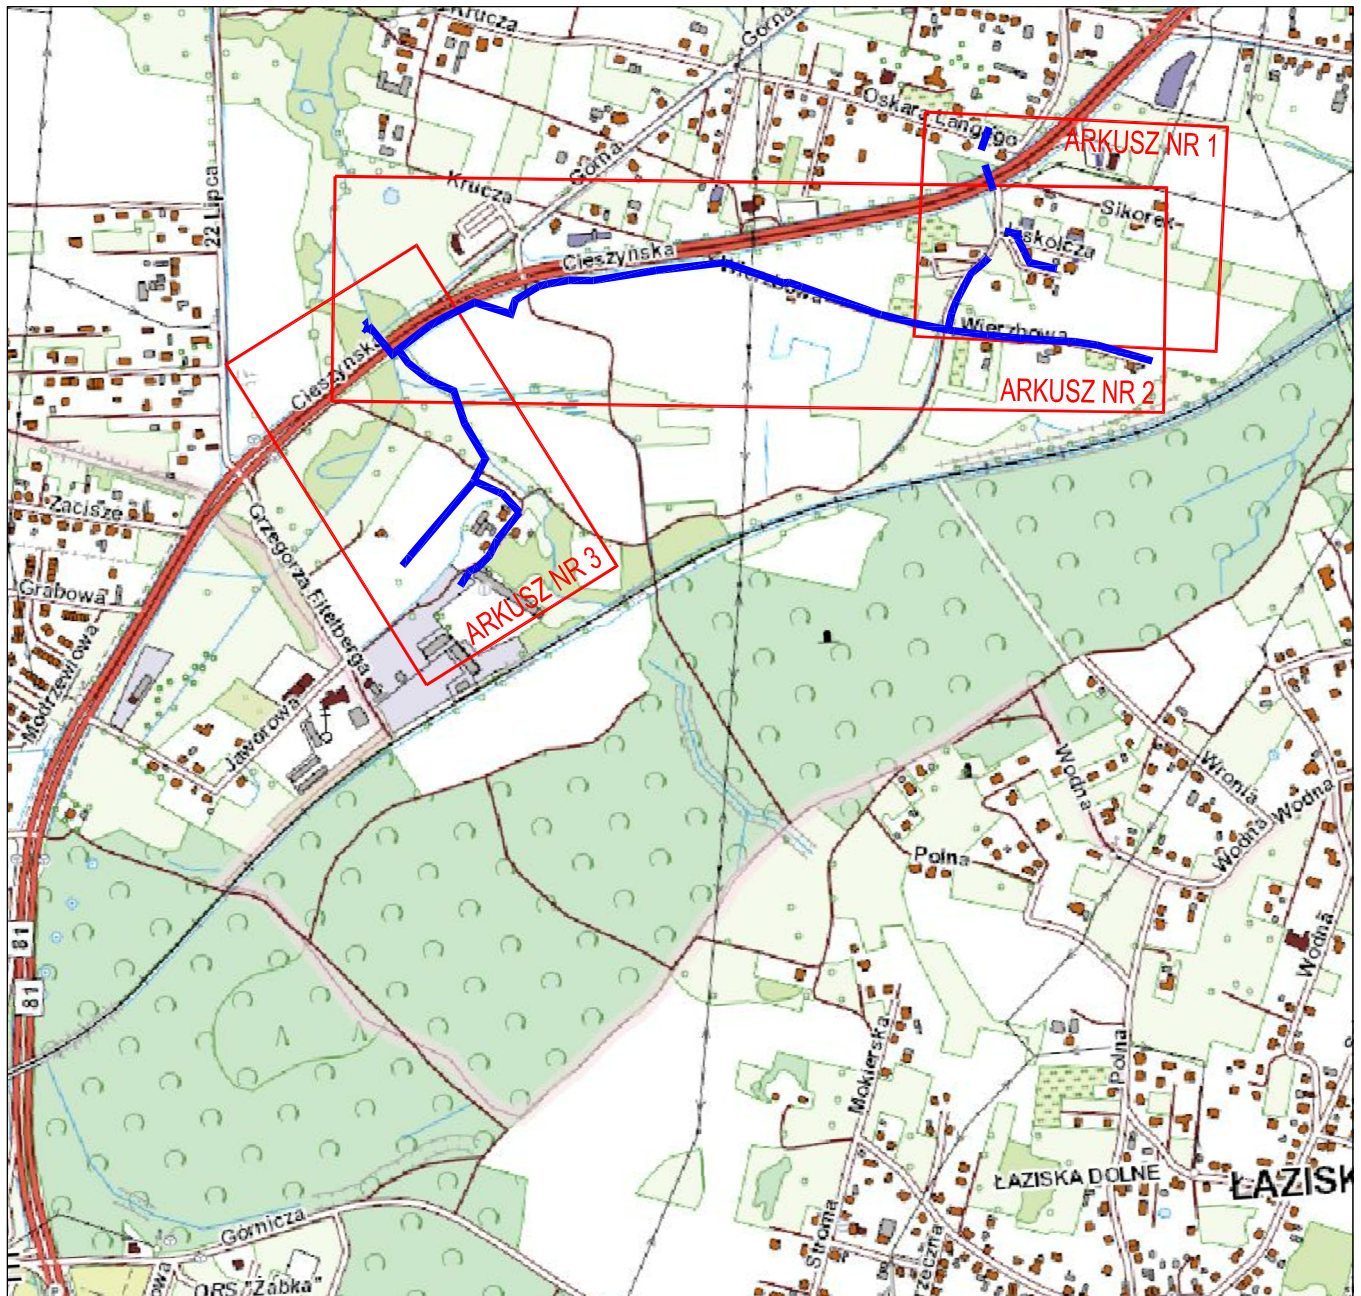 Krucza
Górna
Oskara Langego
ARKUSZ NR 1
22 Lipca
Krucza
Górna
Sikorek
Cieszyńska
Wierzbowa
Wierzbowa
Cieszyńska
ARKUSZ NR 2
Zacisze
Grzegorza Fitelberga
Grabowa
ARKUSZ NR 3
Modrzewiowa
Jaworowa
Wodna
Wronia
Wodna
Wodna
Polna
81
81
Wodna
Mokierska
Polna
ŁAZISKA DOLNE
ŁAZISK
Górnicza
Stroma
ORS "Żabka"